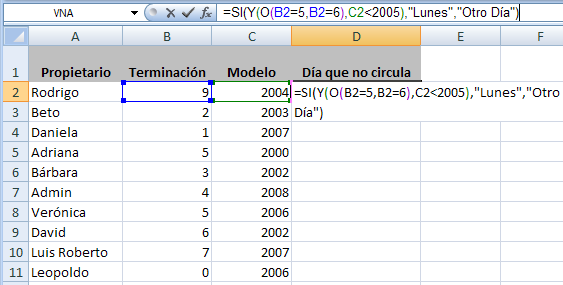 VNA =SI(Y(O(B2=5,B2=6),C2<2005),"Lunes","Otro Día")
A B C D E F
1 Propietario Terminación Modelo Día que no circula
2 Rodrigo 9 2004 =SI(Y(O(B2=5,B2=6),C2<2005),"Lunes","Otro
3 Beto 2 2003 Día")
4 Daniela 1 2007
5 Adriana 5 2000
6 Bárbara 3 2002
7 Admin 4 2008
8 Verónica 5 2006
9 David 6 2002
10 Luis Roberto 7 2007
11 Leopoldo 0 2006